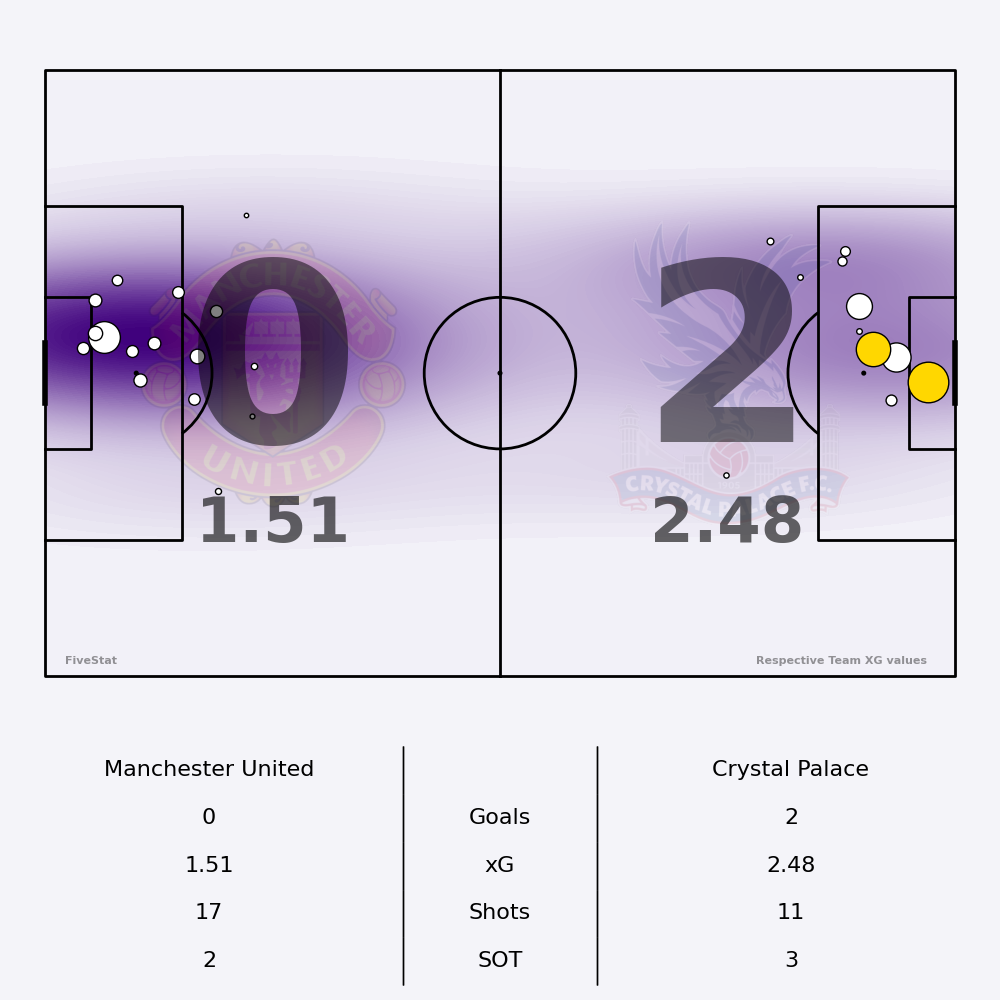 MANCHESTER
UNITED
0
1.51
2
CRYSTAL PALACE F.C.
2.48
FiveStat
Respective Team XG values
Manchester United
Crystal Palace
0
Goals
2
1.51
xG
2.48
17
Shots
11
2
SOT
3